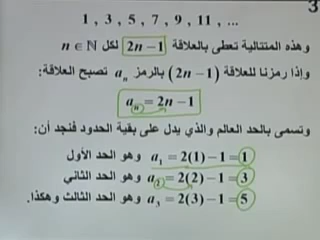 3
1 , 3 , 5 , 7 , 9 , 11 , ...
وهذه المتتالية تعطى بالعلاقة 2n−1 لكل n ∈ ℕ
وإذا رمزنا للعلاقة (2n−1) بالرمز aₙ تصبح العلاقة:
aₙ = 2n−1
وتسمى بالحد العالم والذي يدل على بقية الحدود فنجد أن:
a₁ = 2(1)−1 = 1 وهو الحد الأول
a₂ = 2(2)−1 = 3 وهو الحد الثاني
a₃ = 2(3)−1 = 5 وهو الحد الثالث وهكذا.